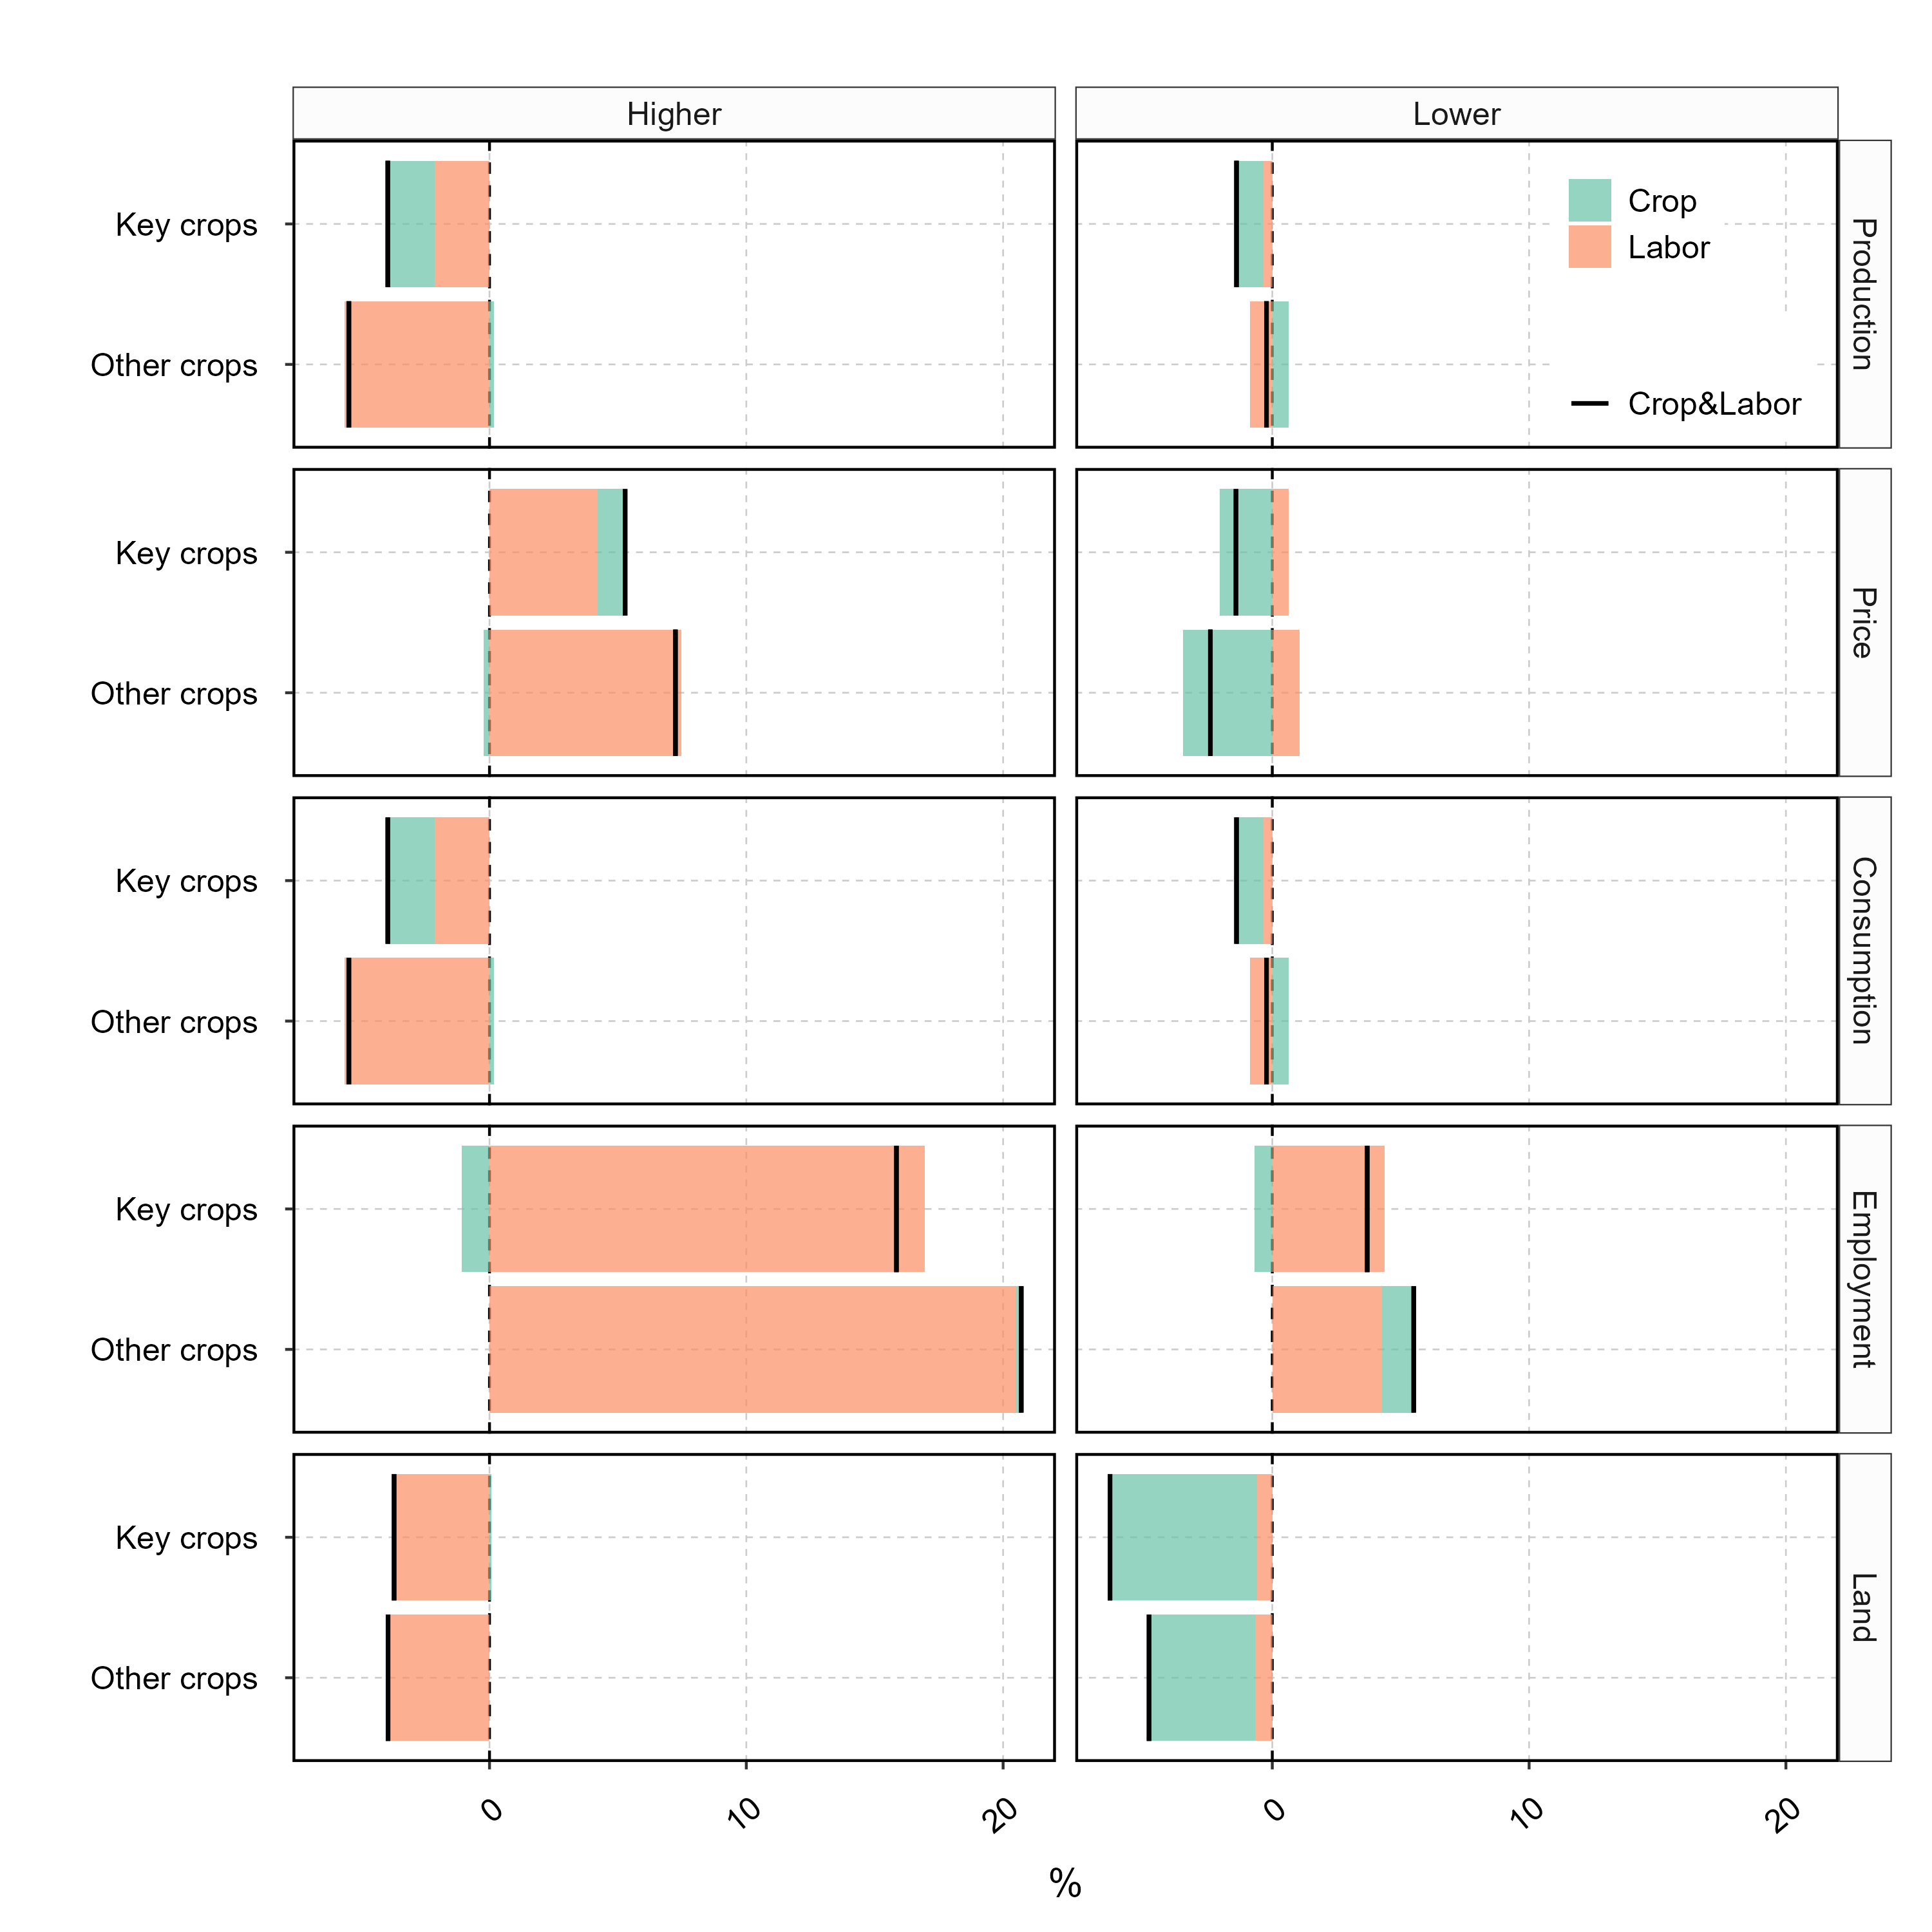 Higher
Lower
Key crops
Other crops
Crop
Labor
Crop&Labor
Production
Key crops
Other crops
Price
Key crops
Other crops
Consumption
Key crops
Other crops
Employment
Key crops
Other crops
Land
0
10
20
0
10
20
%